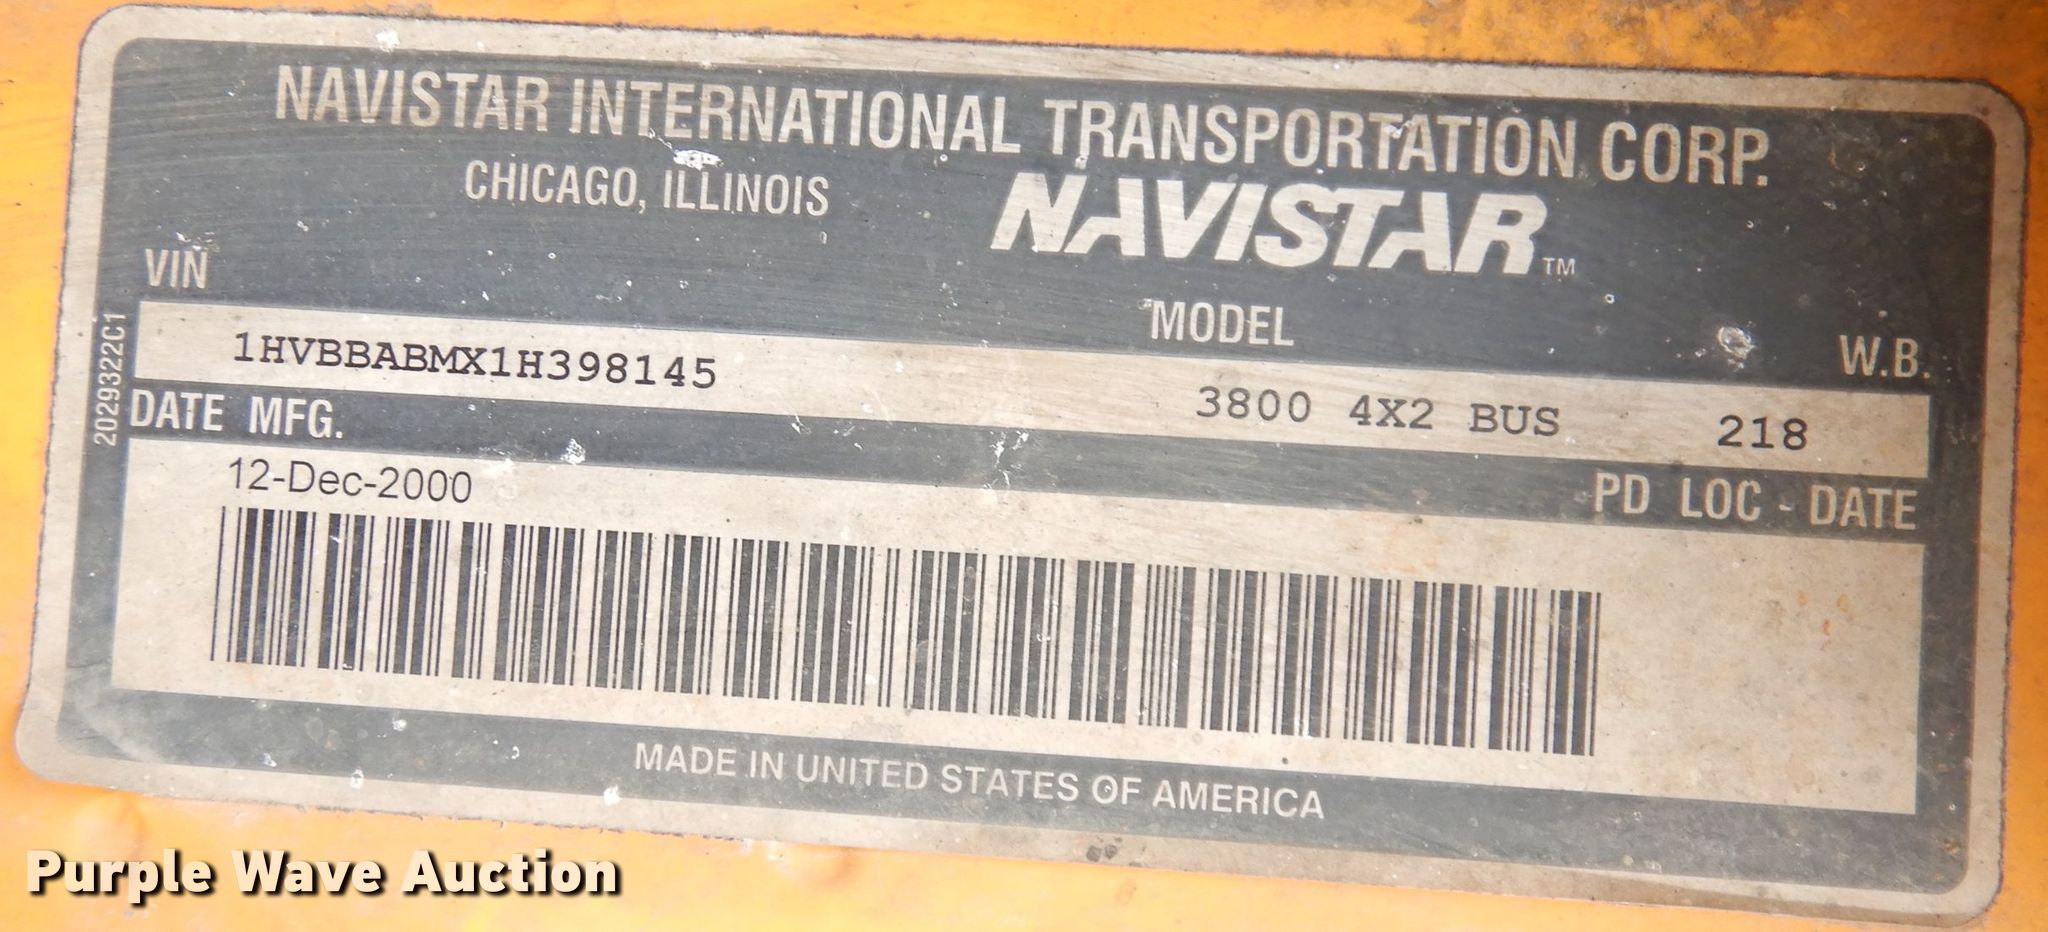 NAVISTAR INTERNATIONAL TRANSPORTATION CORP.
CHICAGO, ILLINOIS
NAVISTAR™
VIN
MODEL
W.B.
1HVBBABMX1H398145
3800 4X2 BUS
218
2029322C1
DATE MFG.
PD LOC - DATE
12-Dec-2000
MADE IN UNITED STATES OF AMERICA
Purple Wave Auction